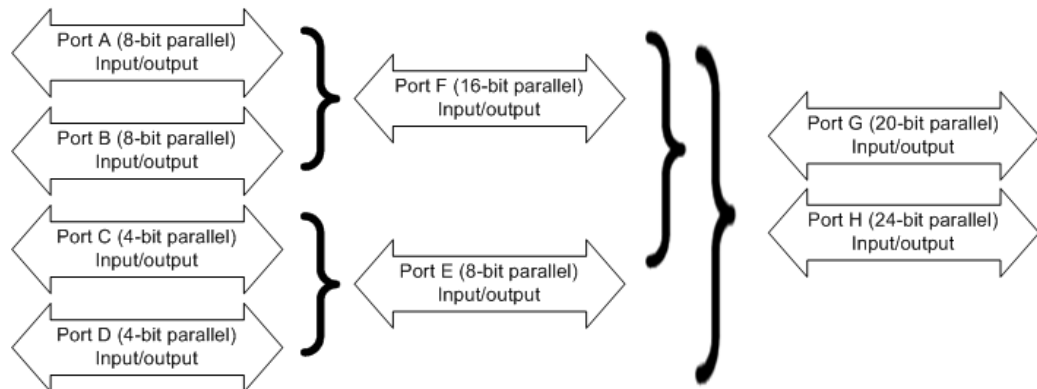 Port A (8-bit parallel)
Input/output
Port B (8-bit parallel)
Input/output
Port C (4-bit parallel)
Input/output
Port D (4-bit parallel)
Input/output
Port F (16-bit parallel)
Input/output
Port E (8-bit parallel)
Input/output
Port G (20-bit parallel)
Input/output
Port H (24-bit parallel)
Input/output